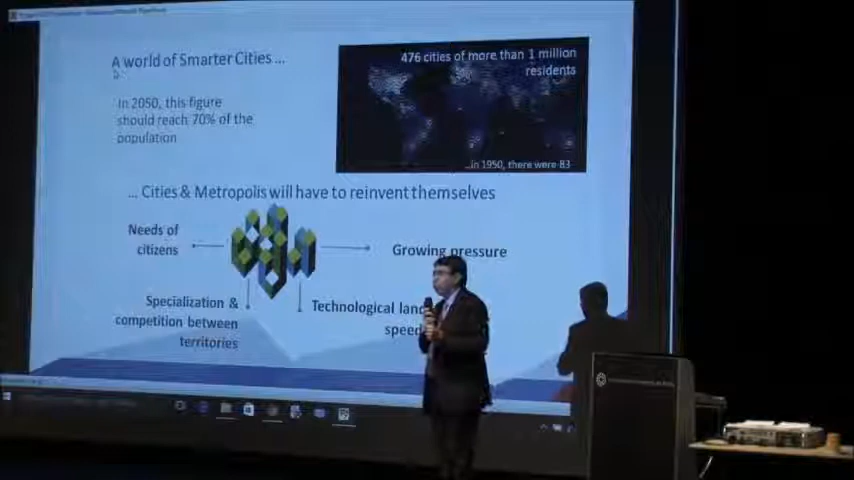 A world of Smarter Cities ...
476 cities of more than 1 million
residents
In 2050, this figure
should reach 70% of the
population
...in 1950, there were 83
... Cities & Metropolis will have to reinvent themselves
Needs of
citizens
Growing pressure
Specialization &
competition between
territories
Technological land
speed